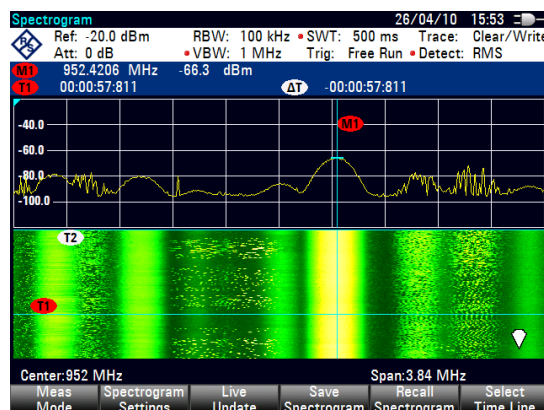 Spectrogram 26/04/10 15:53
Ref: -20.0 dBm RBW: 100 kHz SWT: 500 ms Trace: Clear/Write
Att: 0 dB VBW: 1 MHz Trig: Free Run Detect: RMS
M1 952.4206 MHz -66.3 dBm
T1 00:00:57:811 ΔT -00:00:57:811
M1
-40.0
-60.0
-80.0
-100.0
T2
T1
Center:952 MHz Span:3.84 MHz
Meas Spectrogram Live Save Recall Select
Mode Settings Update Spectrogram Spectrogram Time Line